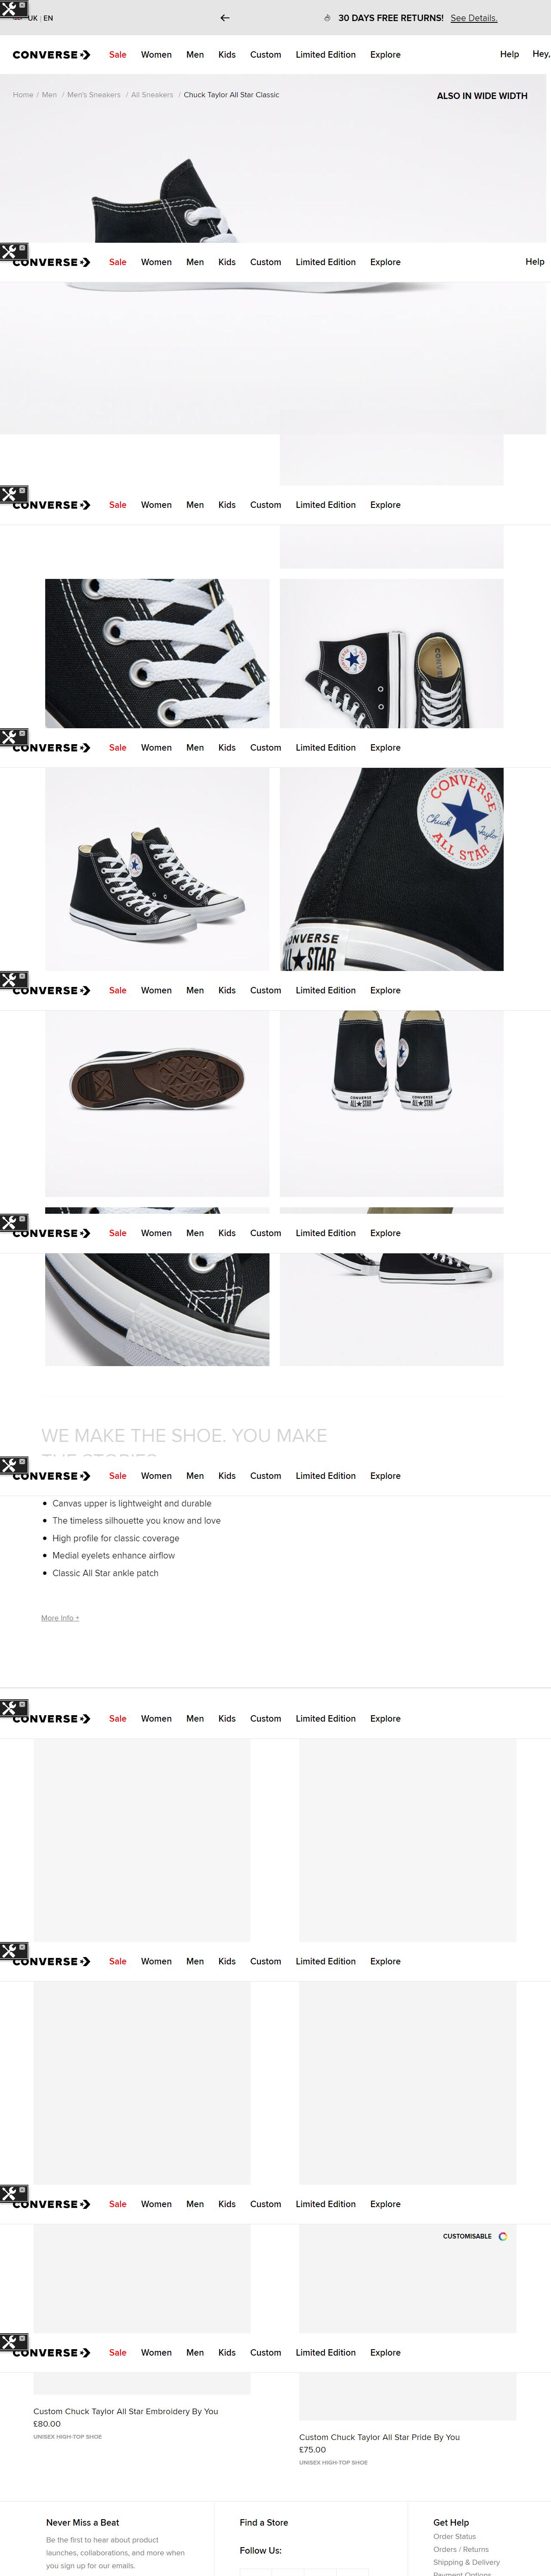 UK | EN
30 DAYS FREE RETURNS! See Details.
CONVERSE
Sale Women Men Kids Custom Limited Edition Explore
Help Hey,
Home / Men / Men's Sneakers / All Sneakers / Chuck Taylor All Star Classic
ALSO IN WIDE WIDTH
CONVERSE
Sale Women Men Kids Custom Limited Edition Explore
Help
CONVERSE
Sale Women Men Kids Custom Limited Edition Explore
CONVERSE
Sale Women Men Kids Custom Limited Edition Explore
CONVERSE
Chuck Taylor
ALL STAR
CONVERSE
ALL STAR
CONVERSE
Sale Women Men Kids Custom Limited Edition Explore
CONVERSE
ALL STAR
CONVERSE
ALL STAR
CONVERSE
Sale Women Men Kids Custom Limited Edition Explore
WE MAKE THE SHOE. YOU MAKE
THE STORIES
CONVERSE
Sale Women Men Kids Custom Limited Edition Explore
Canvas upper is lightweight and durable
The timeless silhouette you know and love
High profile for classic coverage
Medial eyelets enhance airflow
Classic All Star ankle patch
More Info +
CONVERSE
Sale Women Men Kids Custom Limited Edition Explore
CONVERSE
Sale Women Men Kids Custom Limited Edition Explore
CONVERSE
Sale Women Men Kids Custom Limited Edition Explore
CUSTOMISABLE
CONVERSE
Sale Women Men Kids Custom Limited Edition Explore
Custom Chuck Taylor All Star Embroidery By You
£80.00
UNISEX HIGH-TOP SHOE
Custom Chuck Taylor All Star Pride By You
£75.00
UNISEX HIGH-TOP SHOE
Never Miss a Beat
Be the first to hear about product
launches, collaborations, and more when
you sign up for our emails.
Find a Store
Follow Us:
Get Help
Order Status
Orders / Returns
Shipping & Delivery
Payment Options